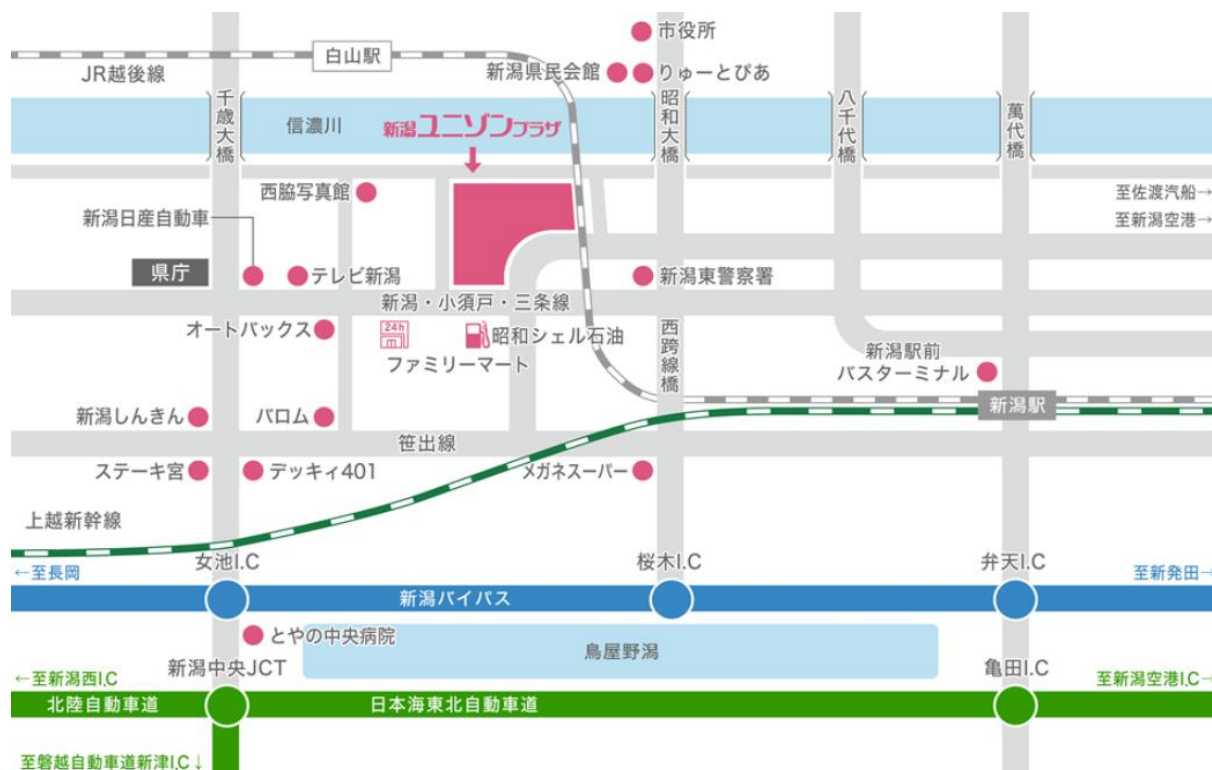 市役所
白山駅
JR越後線
新潟県民会館
りゅーとぴあ
千歳大橋
信濃川
新潟ユニゾンプラザ
昭和大橋
八千代橋
萬代橋
西脇写真館
至佐渡汽船→
新潟日産自動車
至新潟空港→
県庁
テレビ新潟
新潟東警察署
新潟・小須戸・三条線
オートバックス
24h
昭和シェル石油
ファミリーマート
西跨線橋
新潟駅前
バスターミナル
新潟駅
新潟しんきん
バロム
笹出線
ステーキ宮
デッキィ401
メガネスーパー
上越新幹線
女池I.C
桜木I.C
弁天I.C
←至長岡
至新発田→
新潟バイパス
とやの中央病院
鳥屋野潟
新潟中央JCT
亀田I.C
←至新潟西I.C
至新潟空港I.C→
北陸自動車道
日本海東北自動車道
至磐越自動車道新津I.C↓